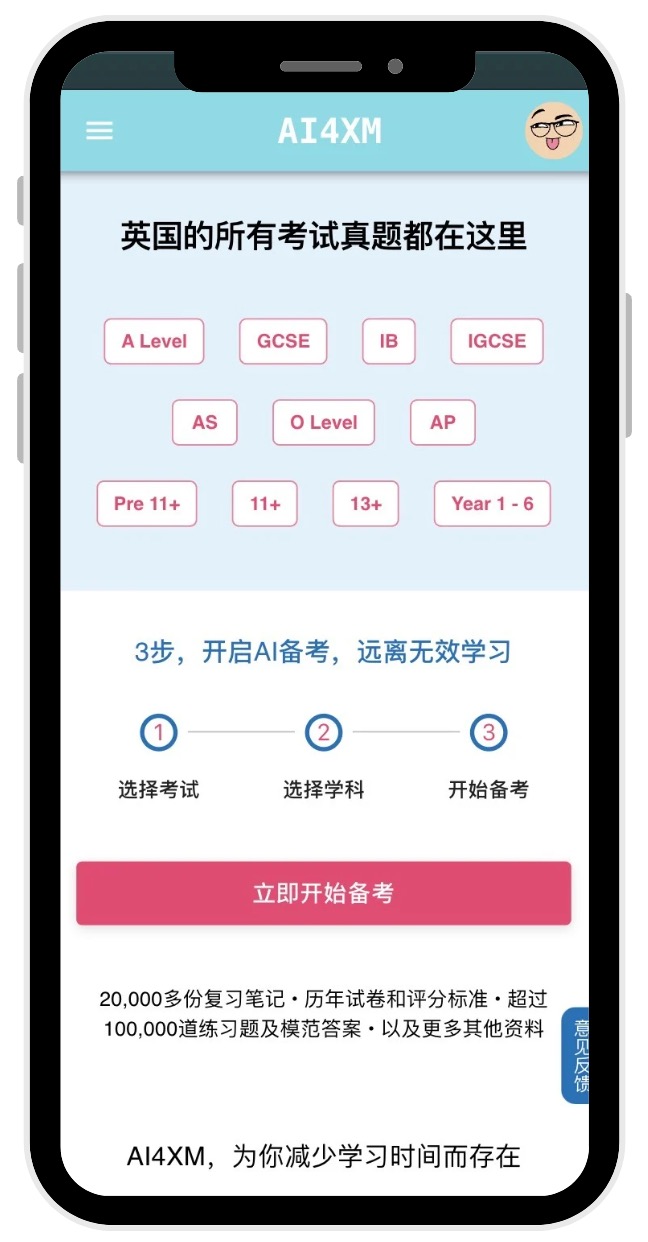 AI4XM
英国的所有考试真题都在这里
A Level GCSE IB IGCSE
AS O Level AP
Pre 11+ 11+ 13+ Year 1 - 6
3步，开启AI备考，远离无效学习
1 2 3
选择考试 选择学科 开始备考
立即开始备考
20,000多份复习笔记・历年试卷和评分标准・超过
100,000道练习题及模范答案・以及更多其他资料
意见反馈
AI4XM，为你减少学习时间而存在